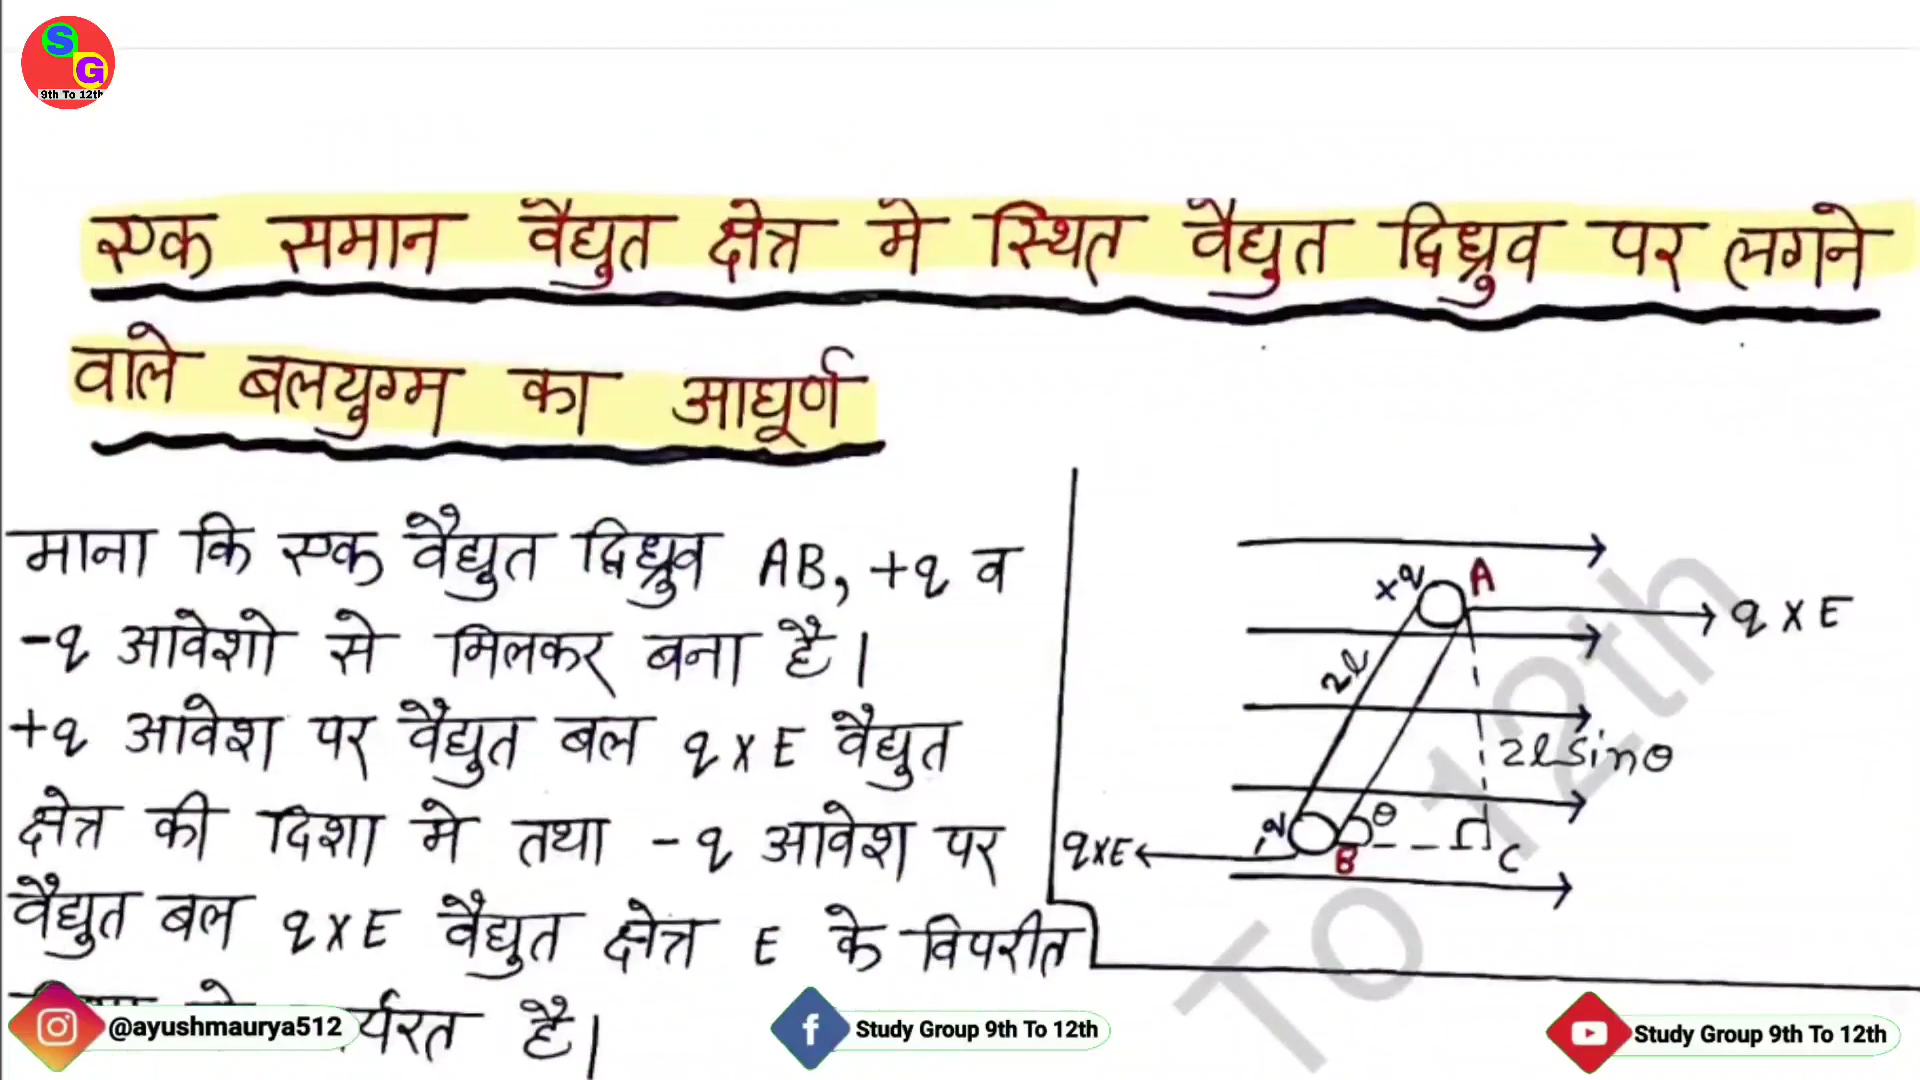 SG
9th To 12th
एक समान वैद्युत क्षेत्र मे स्थित वैद्युत द्विध्रुव पर लगने
वाले बलयुग्म का आघूर्ण
माना कि एक वैद्युत द्विध्रुव AB, +q व
-q आवेशो से मिलकर बना है।
+q आवेश पर वैद्युत बल q×E वैद्युत
क्षेत्र की दिशा मे तथा -q आवेश पर
वैद्युत बल q×E वैद्युत क्षेत्र E के विपरीत
है।
A
q×E
2l
2l sinθ
θ
q×E
B
C
To 12th
@ayushmaurya512
Study Group 9th To 12th
Study Group 9th To 12th